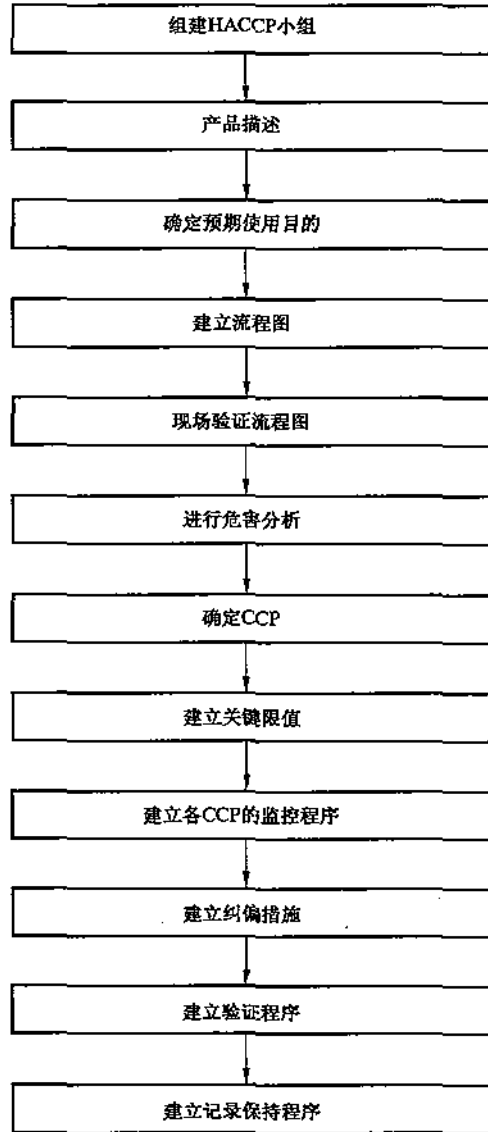 组建HACCP小组
产品描述
确定预期使用目的
建立流程图
现场验证流程图
进行危害分析
确定CCP
建立关键限值
建立各CCP的监控程序
建立纠偏措施
建立验证程序
建立记录保持程序